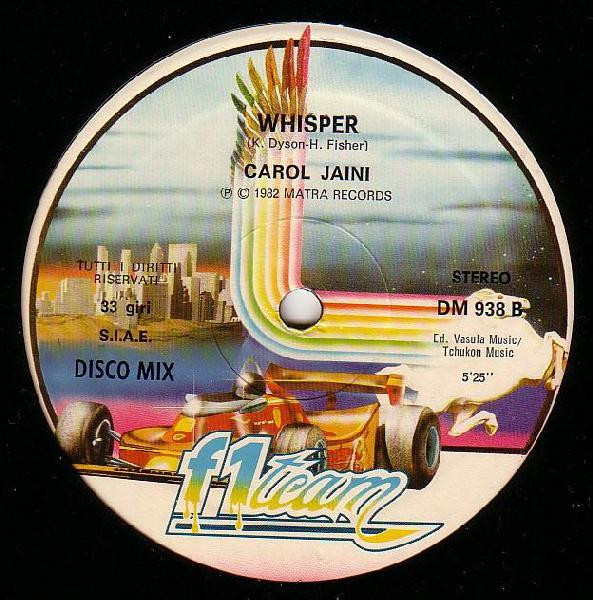 WHISPER
(K. Dyson-H. Fisher)
CAROL JAINI
Ⓟ © 1982 MATRA RECORDS
TUTTI I DIRITTI
RISERVATI
33 giri
S.I.A.E.
DISCO MIX
STEREO
DM 938 B
Ed. Vasula Music/
Tchukon Music
5'25''
f1 team